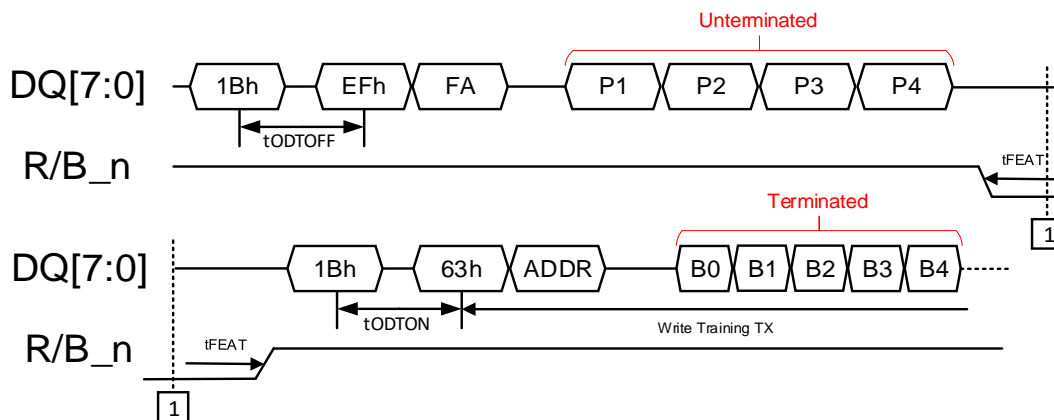 Unterminated
DQ[7:0] 1Bh EFh FA P1 P2 P3 P4
tODTOFF
R/B_n tFEAT
1
Terminated
DQ[7:0] 1Bh 63h ADDR B0 B1 B2 B3 B4
tODTON Write Training TX
R/B_n tFEAT
1